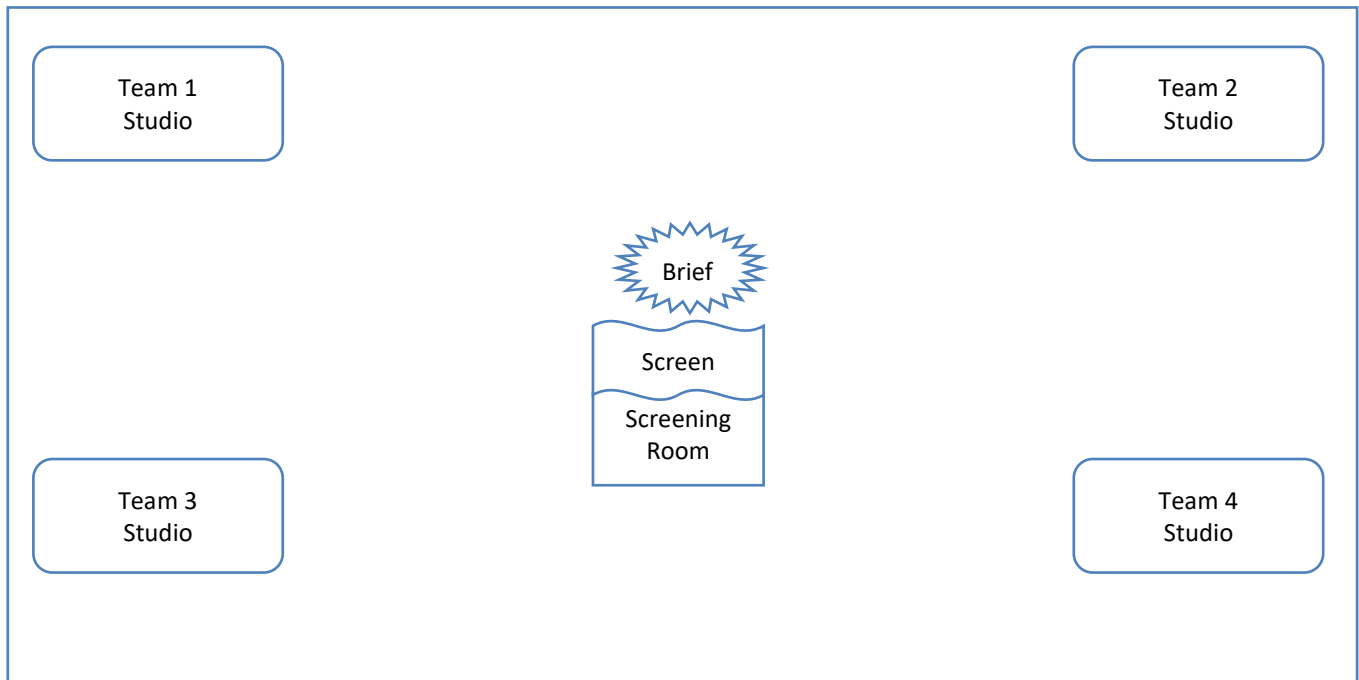 Team 1
Studio
Team 2
Studio
Brief
Screen
Screening
Room
Team 3
Studio
Team 4
Studio